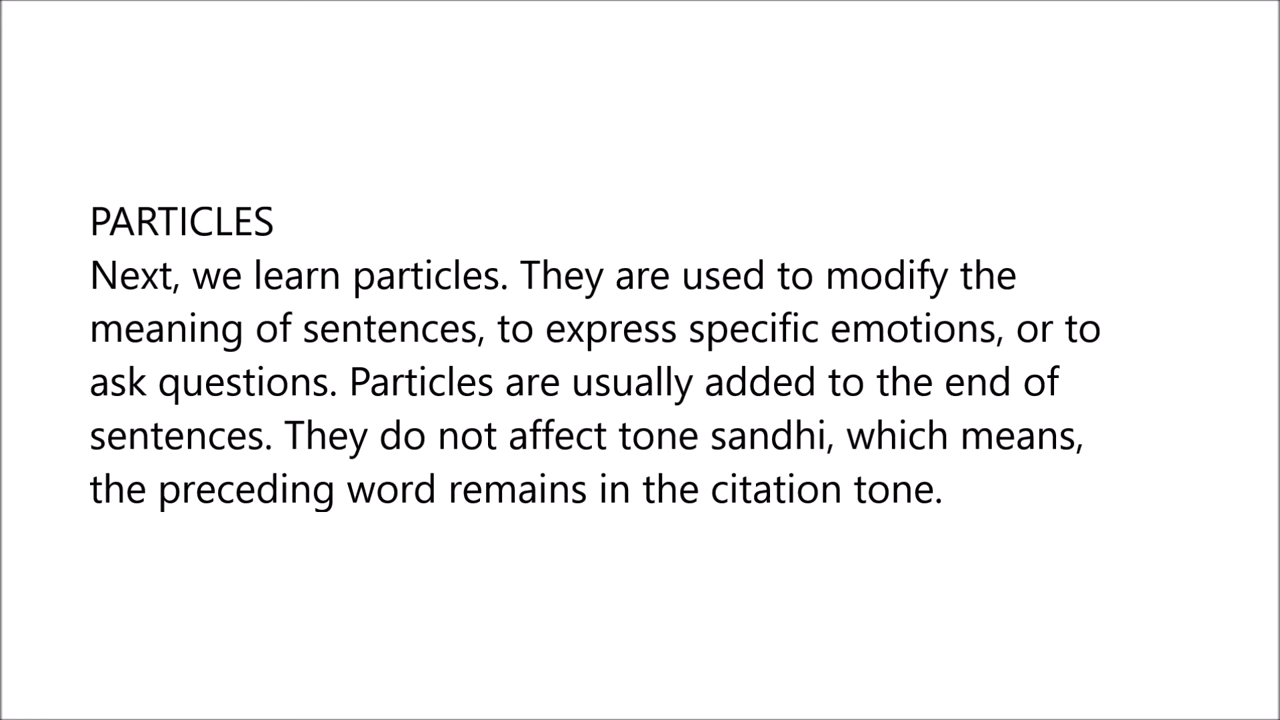 PARTICLES
Next, we learn particles. They are used to modify the
meaning of sentences, to express specific emotions, or to
ask questions. Particles are usually added to the end of
sentences. They do not affect tone sandhi, which means,
the preceding word remains in the citation tone.